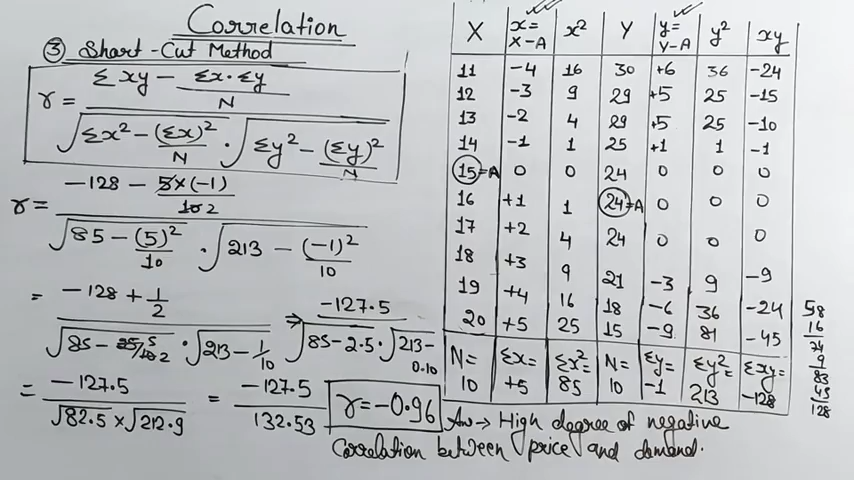 Correlation
③ Shart-Cut Method
r = Σxy − Σx·Σy / N
√Σx² − (Σx)² / N · √Σy² − (Σy)² / N
r = −128 − 5×(−1) / 10 2
√85 − (5)² / 10 · √213 − (−1)² / 10
= −128 + 1/2 / √85 − 25/10 5/2 · √213 − 1/10 ⇒ −127.5 / √85 − 2.5 · √213 − 0.10
= −127.5 / √82.5 × √212.9 = −127.5 / 132.53 r = −0.96
X x = X−A x² Y y = Y−A y² xy
11 −4 16 30 +6 36 −24
12 −3 9 29 +5 25 −15
13 −2 4 29 +5 25 −10
14 −1 1 25 +1 1 −1
15=A 0 0 24 0 0 0
16 +1 1 24=A 0 0 0
17 +2 4 24 0 0 0
18 +3 9 21 −3 9 −9
19 +4 16 18 −6 36 −24
20 +5 25 15 −9 81 −45
N= 10 Σx= +5 Σx²= 85 N= 10 Σy= −1 Σy²= 213 Σxy= −128
58
16
74
9
83
45
128
Ans → High degree of negative
Correlation between price and demand.